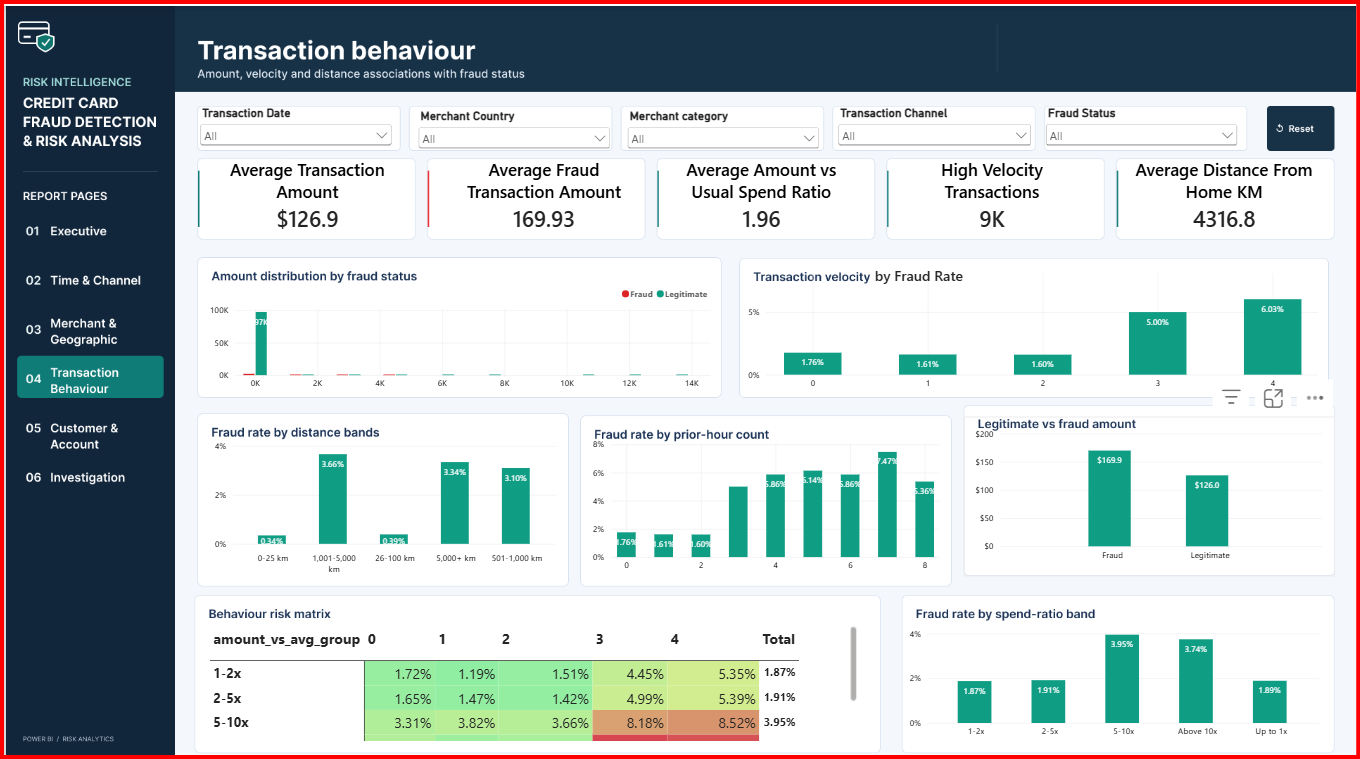 RISK INTELLIGENCE
CREDIT CARD
FRAUD DETECTION
& RISK ANALYSIS
REPORT PAGES
01 Executive
02 Time & Channel
03 Merchant &
Geographic
04 Transaction
Behaviour
05 Customer &
Account
06 Investigation
POWER BI / RISK ANALYTICS
Transaction behaviour
Amount, velocity and distance associations with fraud status
Transaction Date
All
Merchant Country
All
Merchant category
All
Transaction Channel
All
Fraud Status
All
Reset
Average Transaction
Amount
$126.9
Average Fraud
Transaction Amount
169.93
Average Amount vs
Usual Spend Ratio
1.96
High Velocity
Transactions
9K
Average Distance From
Home KM
4316.8
Amount distribution by fraud status
Fraud Legitimate
100K
50K
0K
97K
0K 2K 4K 6K 8K 10K 12K 14K
Transaction velocity by Fraud Rate
5%
0%
1.76% 1.61% 1.60% 5.00% 6.03%
0 1 2 3 4
Fraud rate by distance bands
4%
2%
0%
0.34% 3.66% 0.39% 3.34% 3.10%
0-25 km 1,001-5,000 26-100 km 5,000+ km 501-1,000 km
km
Fraud rate by prior-hour count
8%
6%
4%
2%
0%
1.76% 1.61% 1.60% 5.86% 6.14% 5.86% 7.47% 5.36%
0 2 4 6 8
Legitimate vs fraud amount
$200
$150
$100
$50
$0
$169.9 $126.0
Fraud Legitimate
Behaviour risk matrix
amount_vs_avg_group 0 1 2 3 4 Total
1-2x 1.72% 1.19% 1.51% 4.45% 5.35% 1.87%
2-5x 1.65% 1.47% 1.42% 4.99% 5.39% 1.91%
5-10x 3.31% 3.82% 3.66% 8.18% 8.52% 3.95%
Fraud rate by spend-ratio band
4%
2%
0%
1.87% 1.91% 3.95% 3.74% 1.89%
1-2x 2-5x 5-10x Above 10x Up to 1x